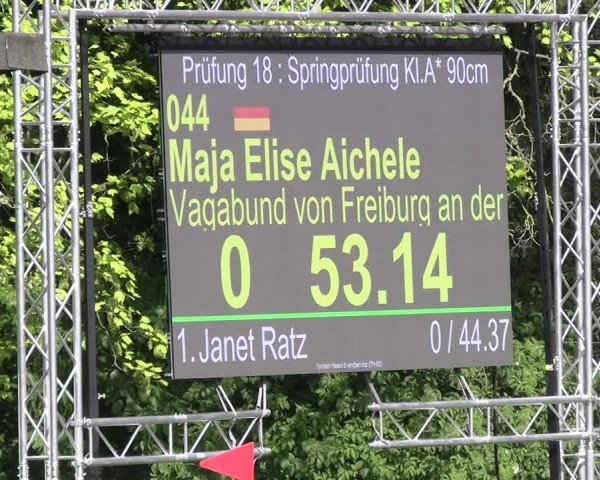 Prüfung 18 : Springprüfung Kl.A* 90cm
044
Maja Elise Aichele
Vagabund von Freiburg an der
0 53.14
1. Janet Ratz 0 / 44.37